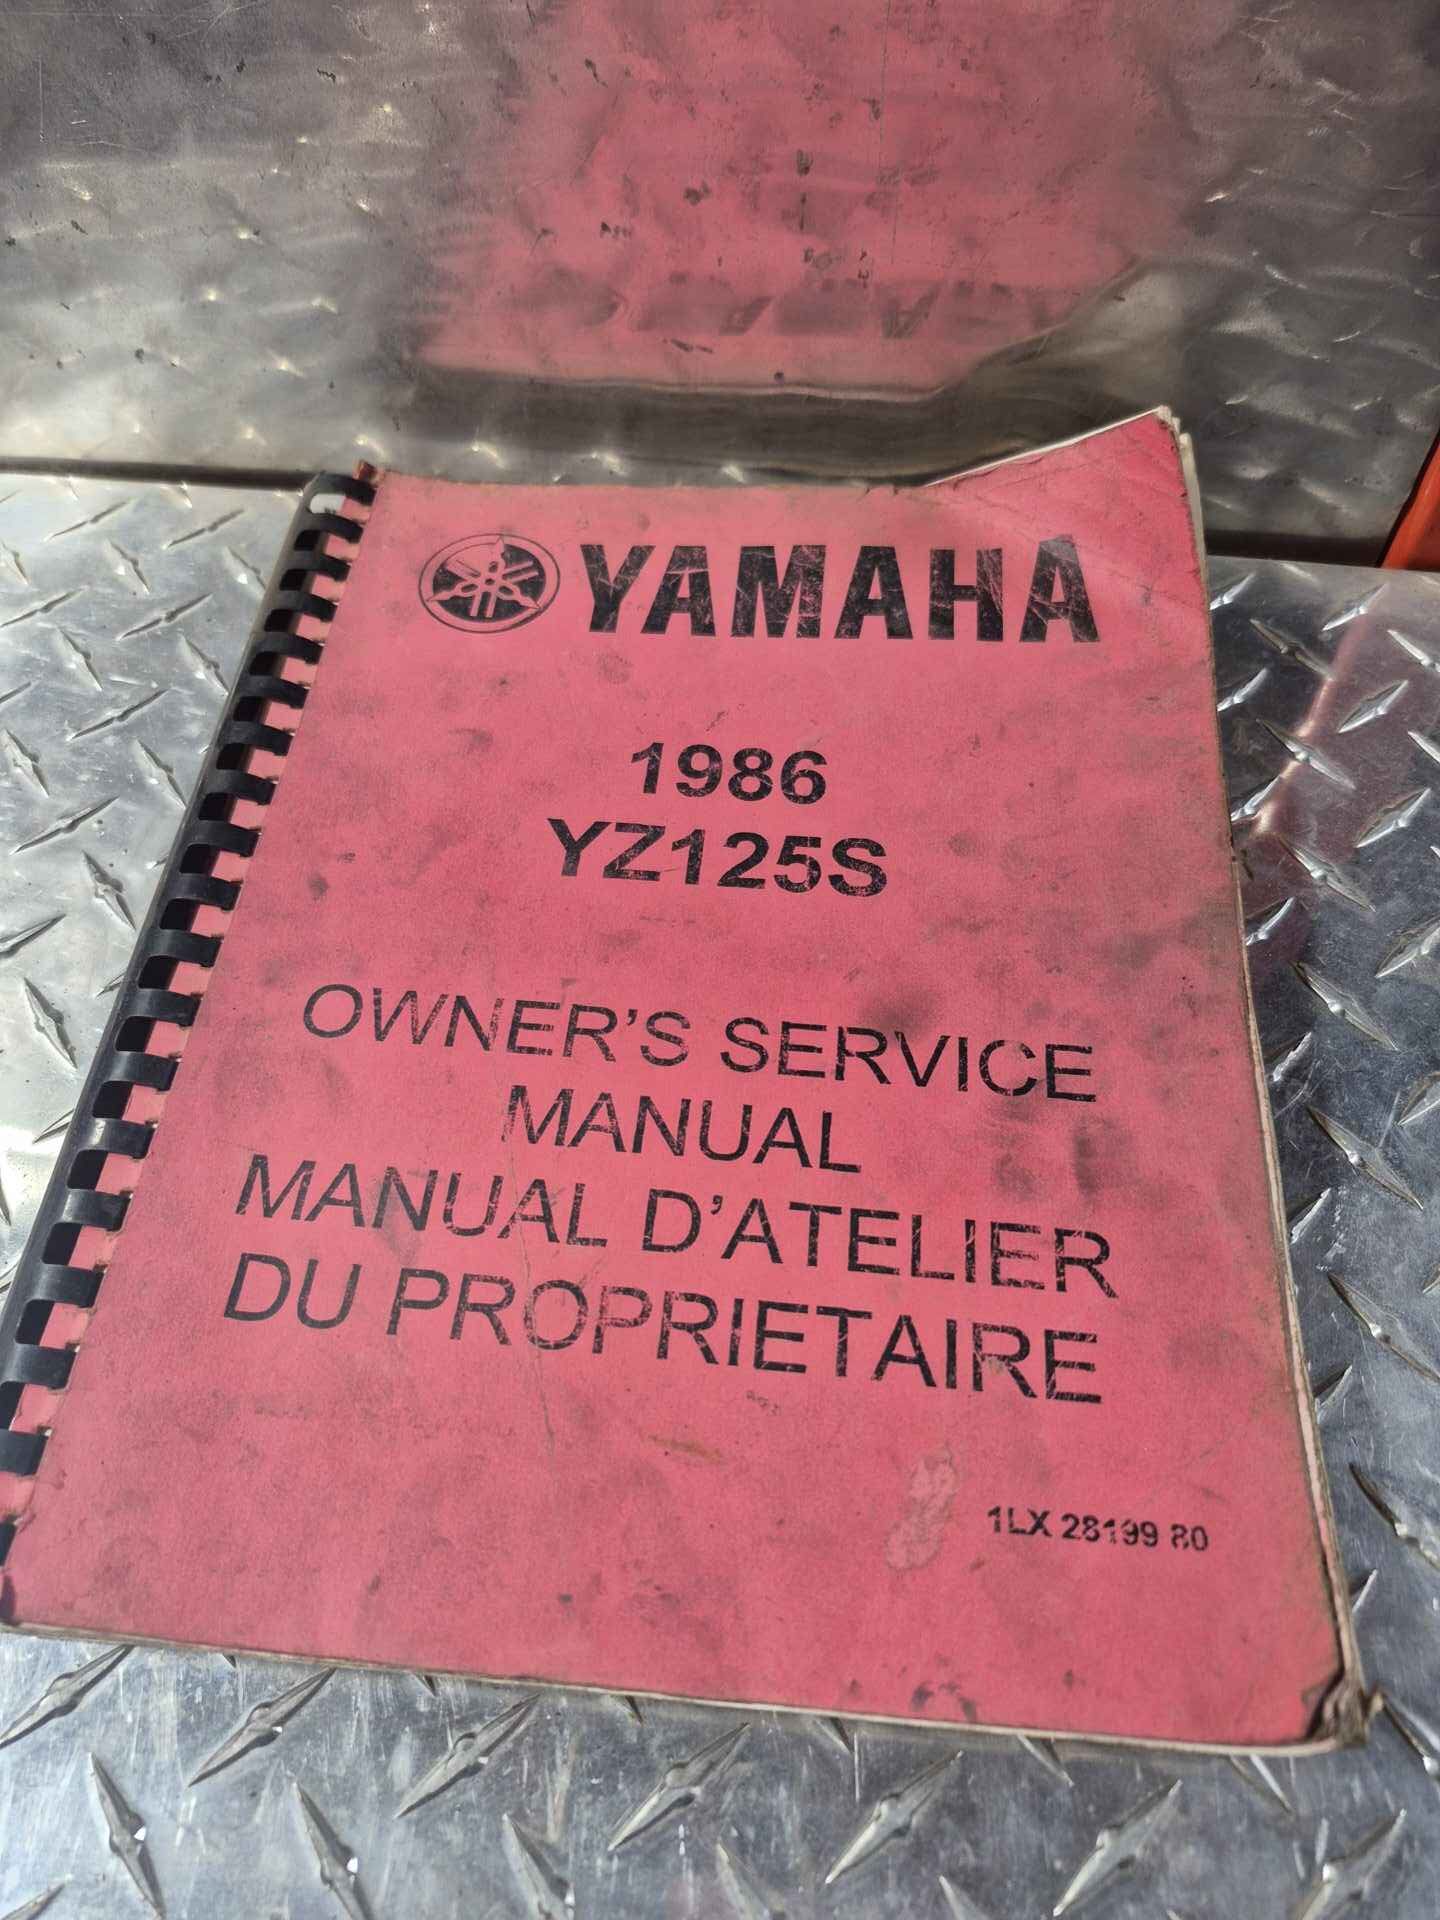 YAMAHA
1986
YZ125S
OWNER'S SERVICE
MANUAL
MANUAL D'ATELIER
DU PROPRIETAIRE
1LX 28199 80